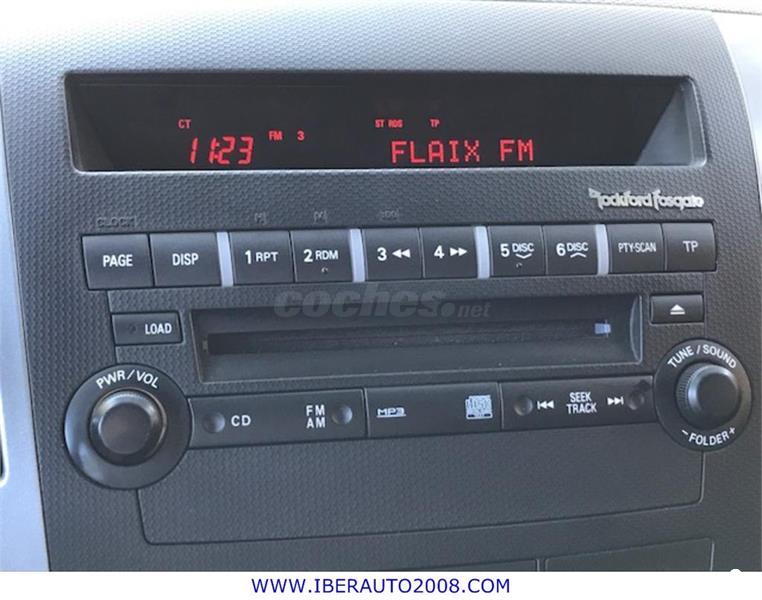 CT
11:23 FM 3
ST RDS TP
FLAIX FM
Rockford Fosgate
CLOCK
PAGE DISP 1 RPT 2 RDM 3 ◀◀ 4 ▶▶ 5 DISC 6 DISC PTY·SCAN TP
coches.net
LOAD
PWR/VOL
CD FM AM MP3 SEEK TRACK
TUNE / SOUND
− FOLDER +
WWW.IBERAUTO2008.COM